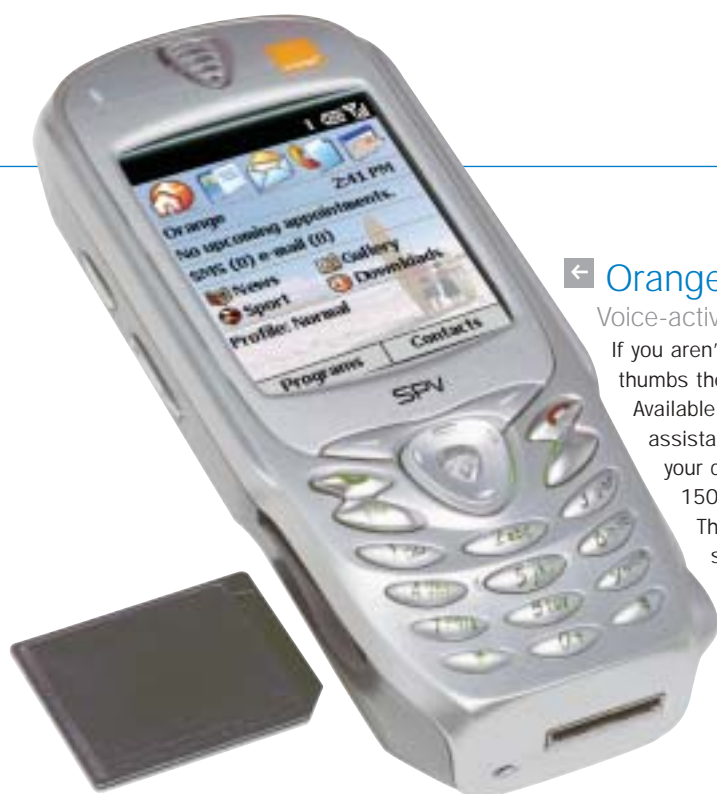 2:41 PM
Orange
No upcoming appointments.
SMS (0) e-mail (0)
News Gallery
Sport Downloads
Profile: Normal
Programs Contacts
SPV
Orange
Voice-activ
If you aren'
thumbs the
Available
assista
your o
150
Th
s